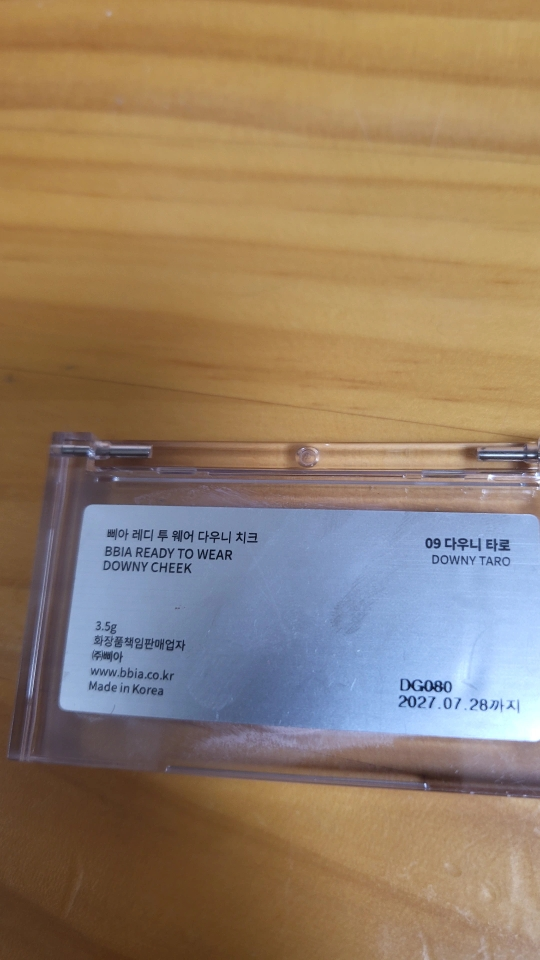 삐아 레디 투 웨어 다우니 치크
BBIA READY TO WEAR
DOWNY CHEEK
09 다우니 타로
DOWNY TARO
3.5g
화장품책임판매업자
㈜삐아
www.bbia.co.kr
Made in Korea
DG080
2027.07.28까지